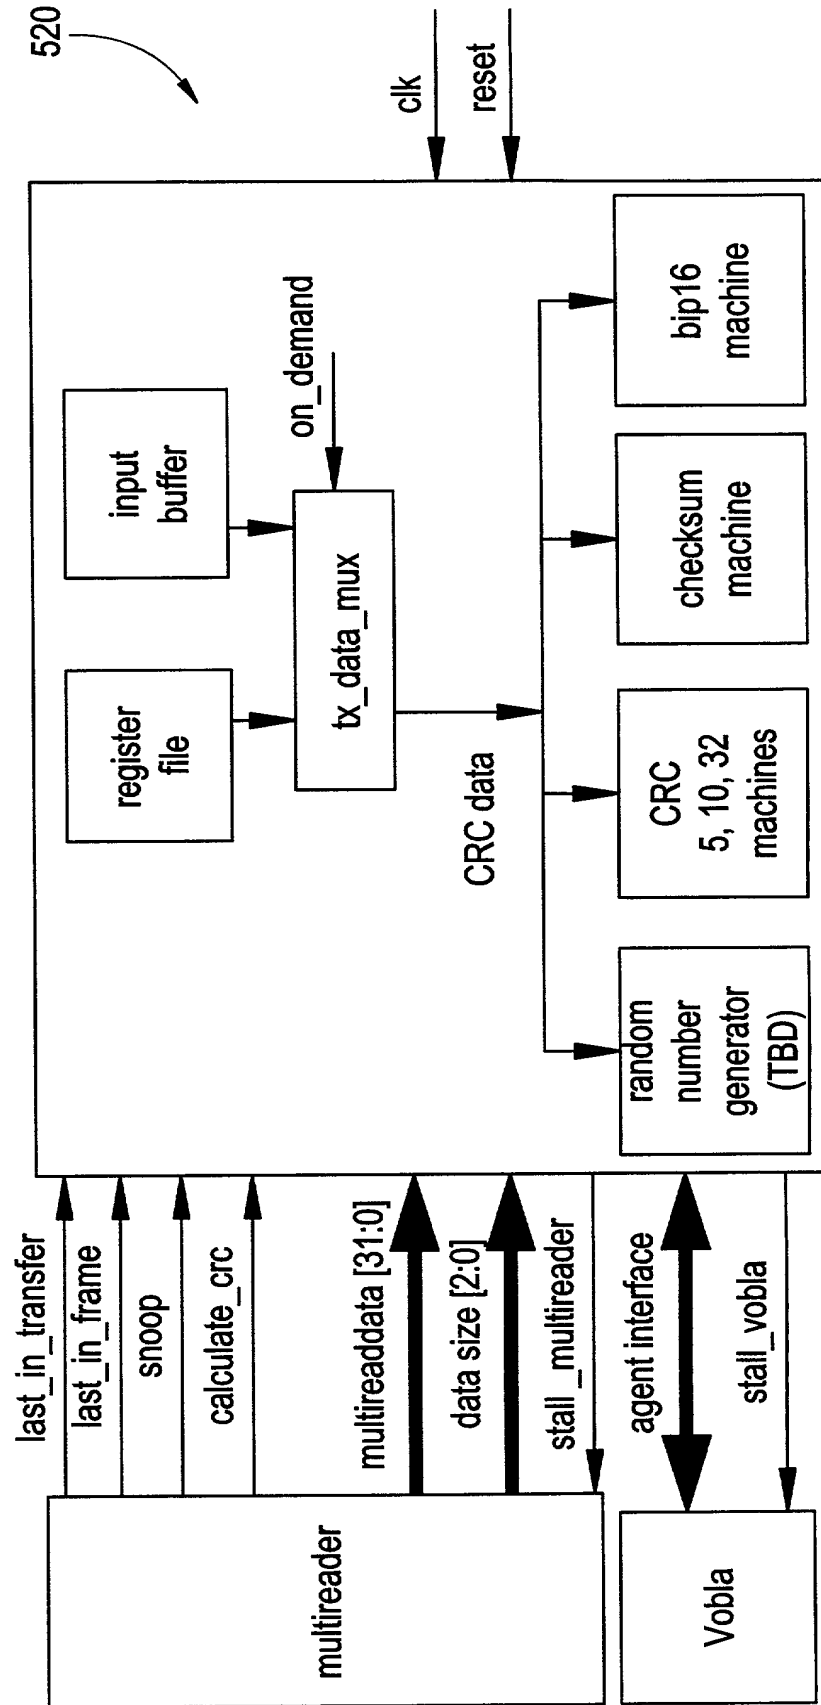 520
clk
reset
input
buffer
register
file
on_demand
tx_data_mux
CRC data
bip16
machine
checksum
machine
CRC
5, 10, 32
machines
random
number
generator
(TBD)
last_in_transfer
last_in_frame
snoop
calculate_crc
multireaddata [31:0]
data size [2:0]
stall_multireader
agent interface
stall_vobla
multireader
Vobla